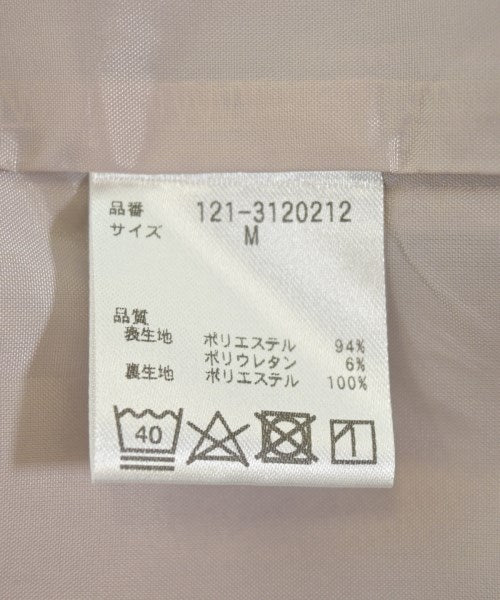 品番 121-3120212
サイズ M
品質
表生地 ポリエステル 94%
ポリウレタン 6%
裏生地 ポリエステル 100%
40